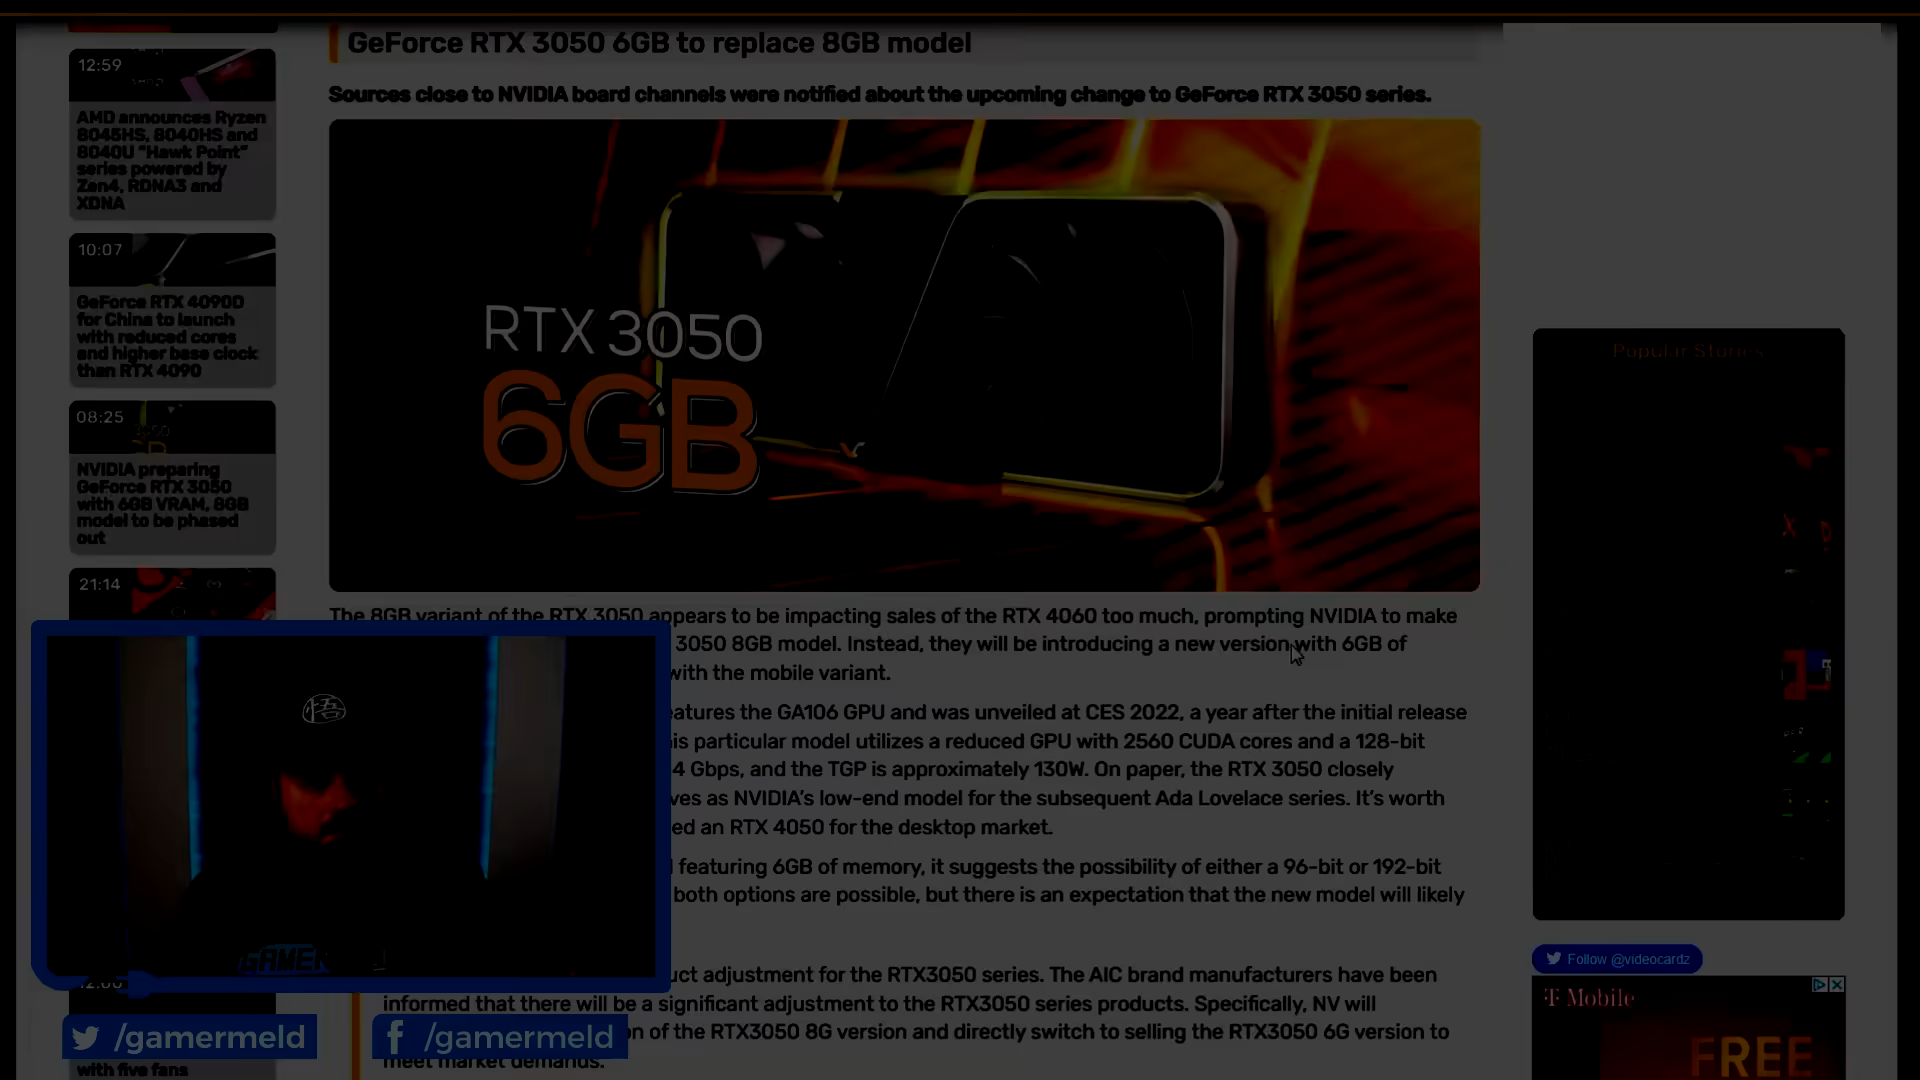 GeForce RTX 3050 6GB to replace 8GB model
Sources close to NVIDIA board channels were notified about the upcoming change to GeForce RTX 3050 series.
12:59
AMD announces Ryzen
8045HS, 8040HS and
8040U "Hawk Point"
series powered by
Zen4, RDNA3 and
XDNA
10:07
GeForce RTX 4090D
for China to launch
with reduced cores
and higher base clock
than RTX 4090
08:25
NVIDIA preparing
GeForce RTX 3050
with 6GB VRAM, 8GB
model to be phased
out
21:14
12:00
with five fans
RTX 3050
6GB
The 8GB variant of the RTX 3050 appears to be impacting sales of the RTX 4060 too much, prompting NVIDIA to make
3050 8GB model. Instead, they will be introducing a new version with 6GB of
with the mobile variant.
eatures the GA106 GPU and was unveiled at CES 2022, a year after the initial release
is particular model utilizes a reduced GPU with 2560 CUDA cores and a 128-bit
4 Gbps, and the TGP is approximately 130W. On paper, the RTX 3050 closely
ves as NVIDIA's low-end model for the subsequent Ada Lovelace series. It's worth
ed an RTX 4050 for the desktop market.
featuring 6GB of memory, it suggests the possibility of either a 96-bit or 192-bit
both options are possible, but there is an expectation that the new model will likely
uct adjustment for the RTX3050 series. The AIC brand manufacturers have been
informed that there will be a significant adjustment to the RTX3050 series products. Specifically, NV will
on of the RTX3050 8G version and directly switch to selling the RTX3050 6G version to
meet market demands.
悟
/gamermeld
/gamermeld
Popular Stories
Follow @videocardz
T Mobile
FREE